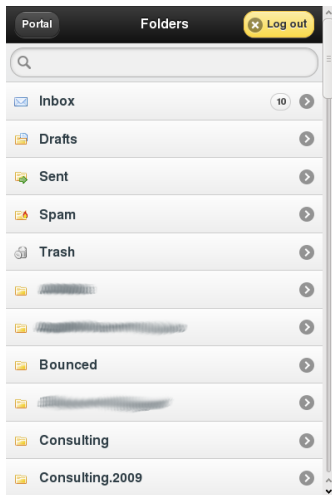 Portal Folders Log out
Inbox 10
Drafts
Sent
Spam
Trash
Bounced
Consulting
Consulting.2009